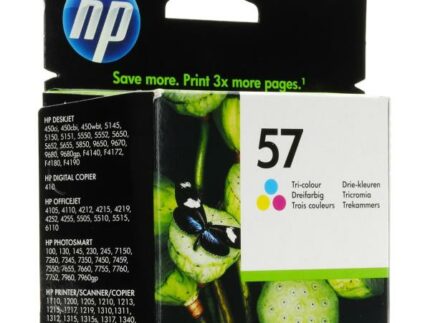 hp
Save more. Print 3x more pages.¹
HP DESKJET
450ci, 450cbi, 450wbt, 5145,
5150, 5151, 5550, 5552, 5650,
5652, 5655, 5850, 9650, 9670,
9680, 9680gp, F4140, F4172,
F4180, F4190
HP DIGITAL COPIER
410
HP OFFICEJET
4105, 4110, 4212, 4215, 4219,
4252, 4255, 5505, 5510, 5515,
6110
HP PHOTOSMART
100, 130, 145, 230, 245, 7150,
7260, 7345, 7350, 7450, 7459,
7550, 7655, 7660, 7755, 7760,
7762, 7960, 7960gp
HP PRINTER/SCANNER/COPIER
1110, 1200, 1205, 1210, 1213,
1215, 1217, 1219, 1310, 1311,
1312, 1315, 1315s, 1317, 1340,
57
Tri-colour
Dreifarbig
Trois couleurs
Drie-kleuren
Tricromia
Trekammers